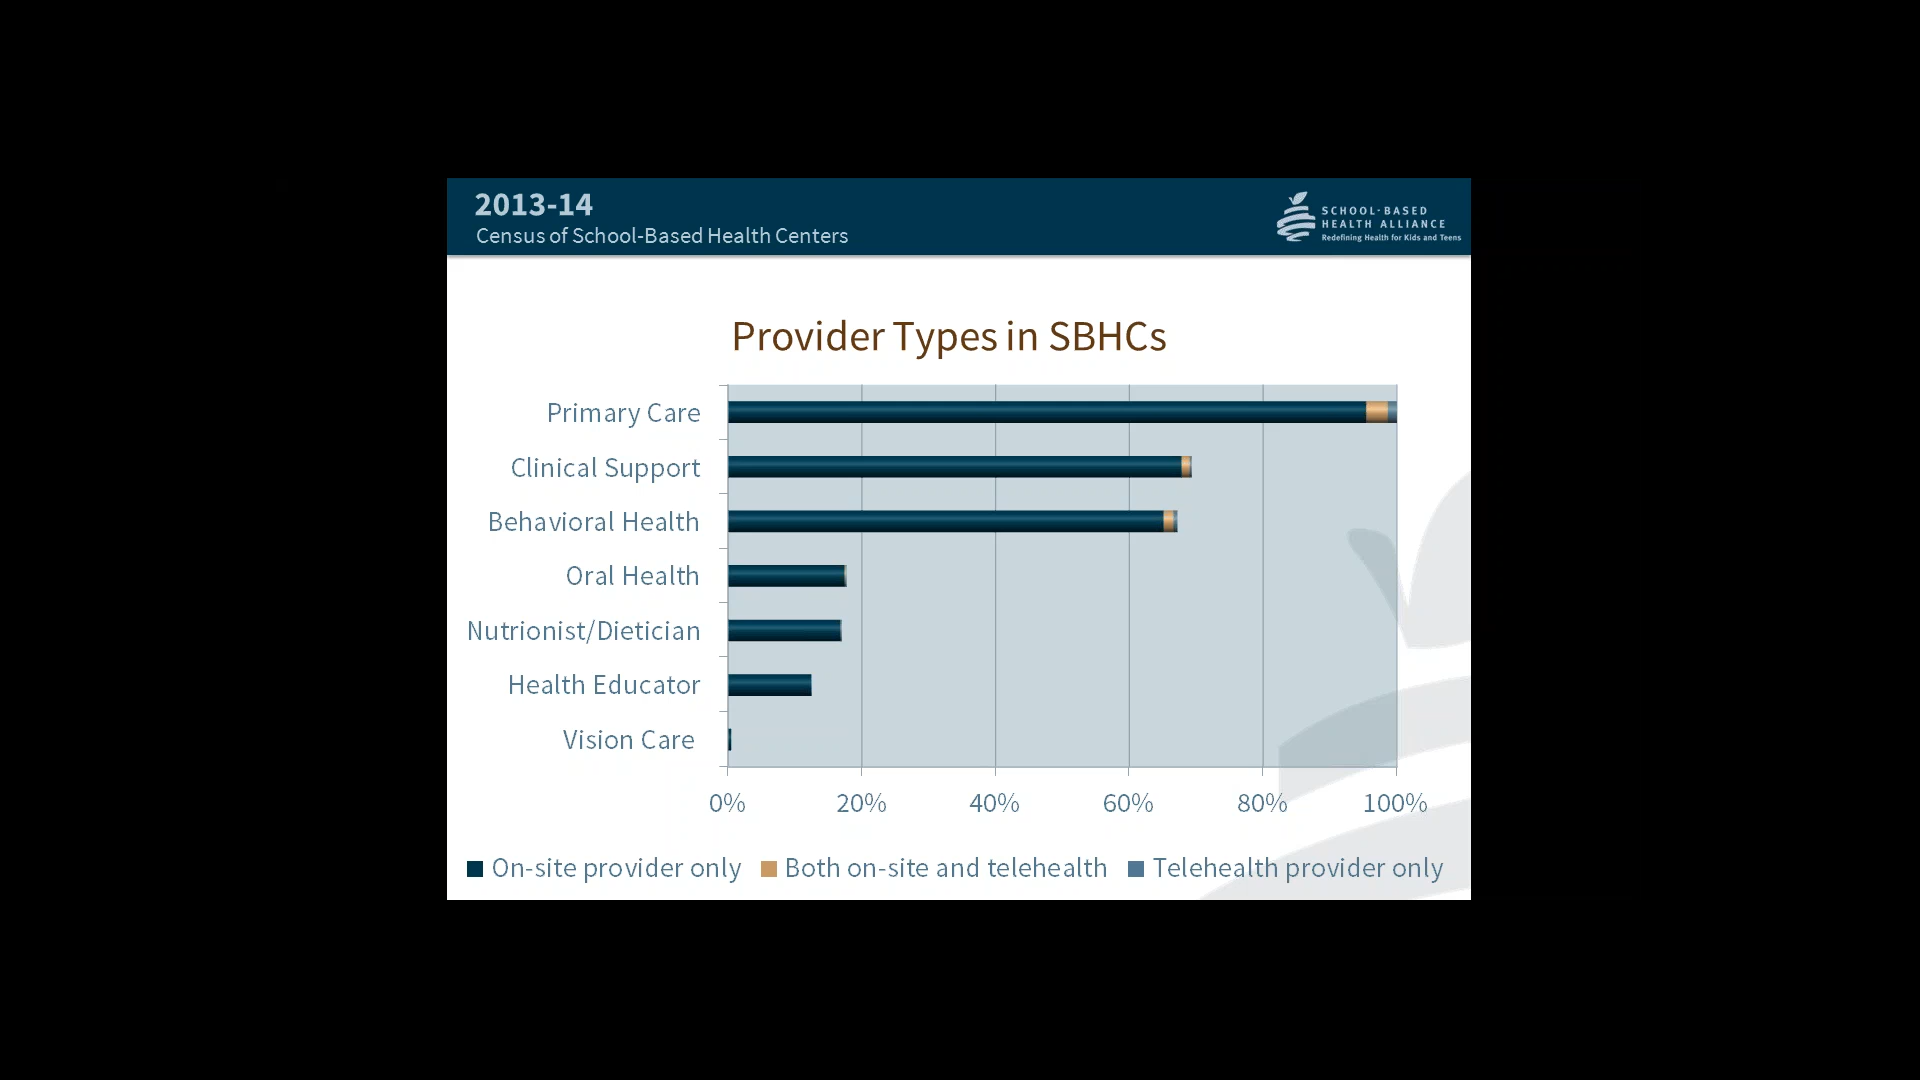 2013-14
Census of School-Based Health Centers
SCHOOL-BASED
HEALTH ALLIANCE
Redefining Health for Kids and Teens
Provider Types in SBHCs
Primary Care
Clinical Support
Behavioral Health
Oral Health
Nutrionist/Dietician
Health Educator
Vision Care
0% 20% 40% 60% 80% 100%
On-site provider only Both on-site and telehealth Telehealth provider only